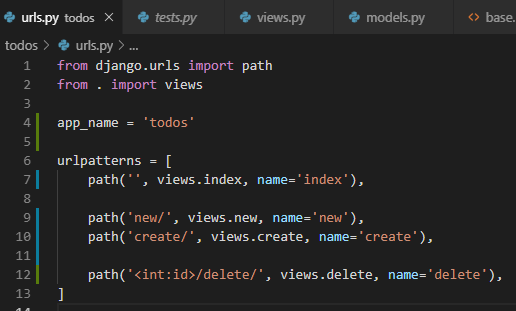 urls.py todos tests.py views.py models.py base.
todos > urls.py > ...
1 from django.urls import path
2 from . import views
3
4 app_name = 'todos'
5
6 urlpatterns = [
7     path('', views.index, name='index'),
8
9     path('new/', views.new, name='new'),
10     path('create/', views.create, name='create'),
11
12     path('<int:id>/delete/', views.delete, name='delete'),
13 ]
14